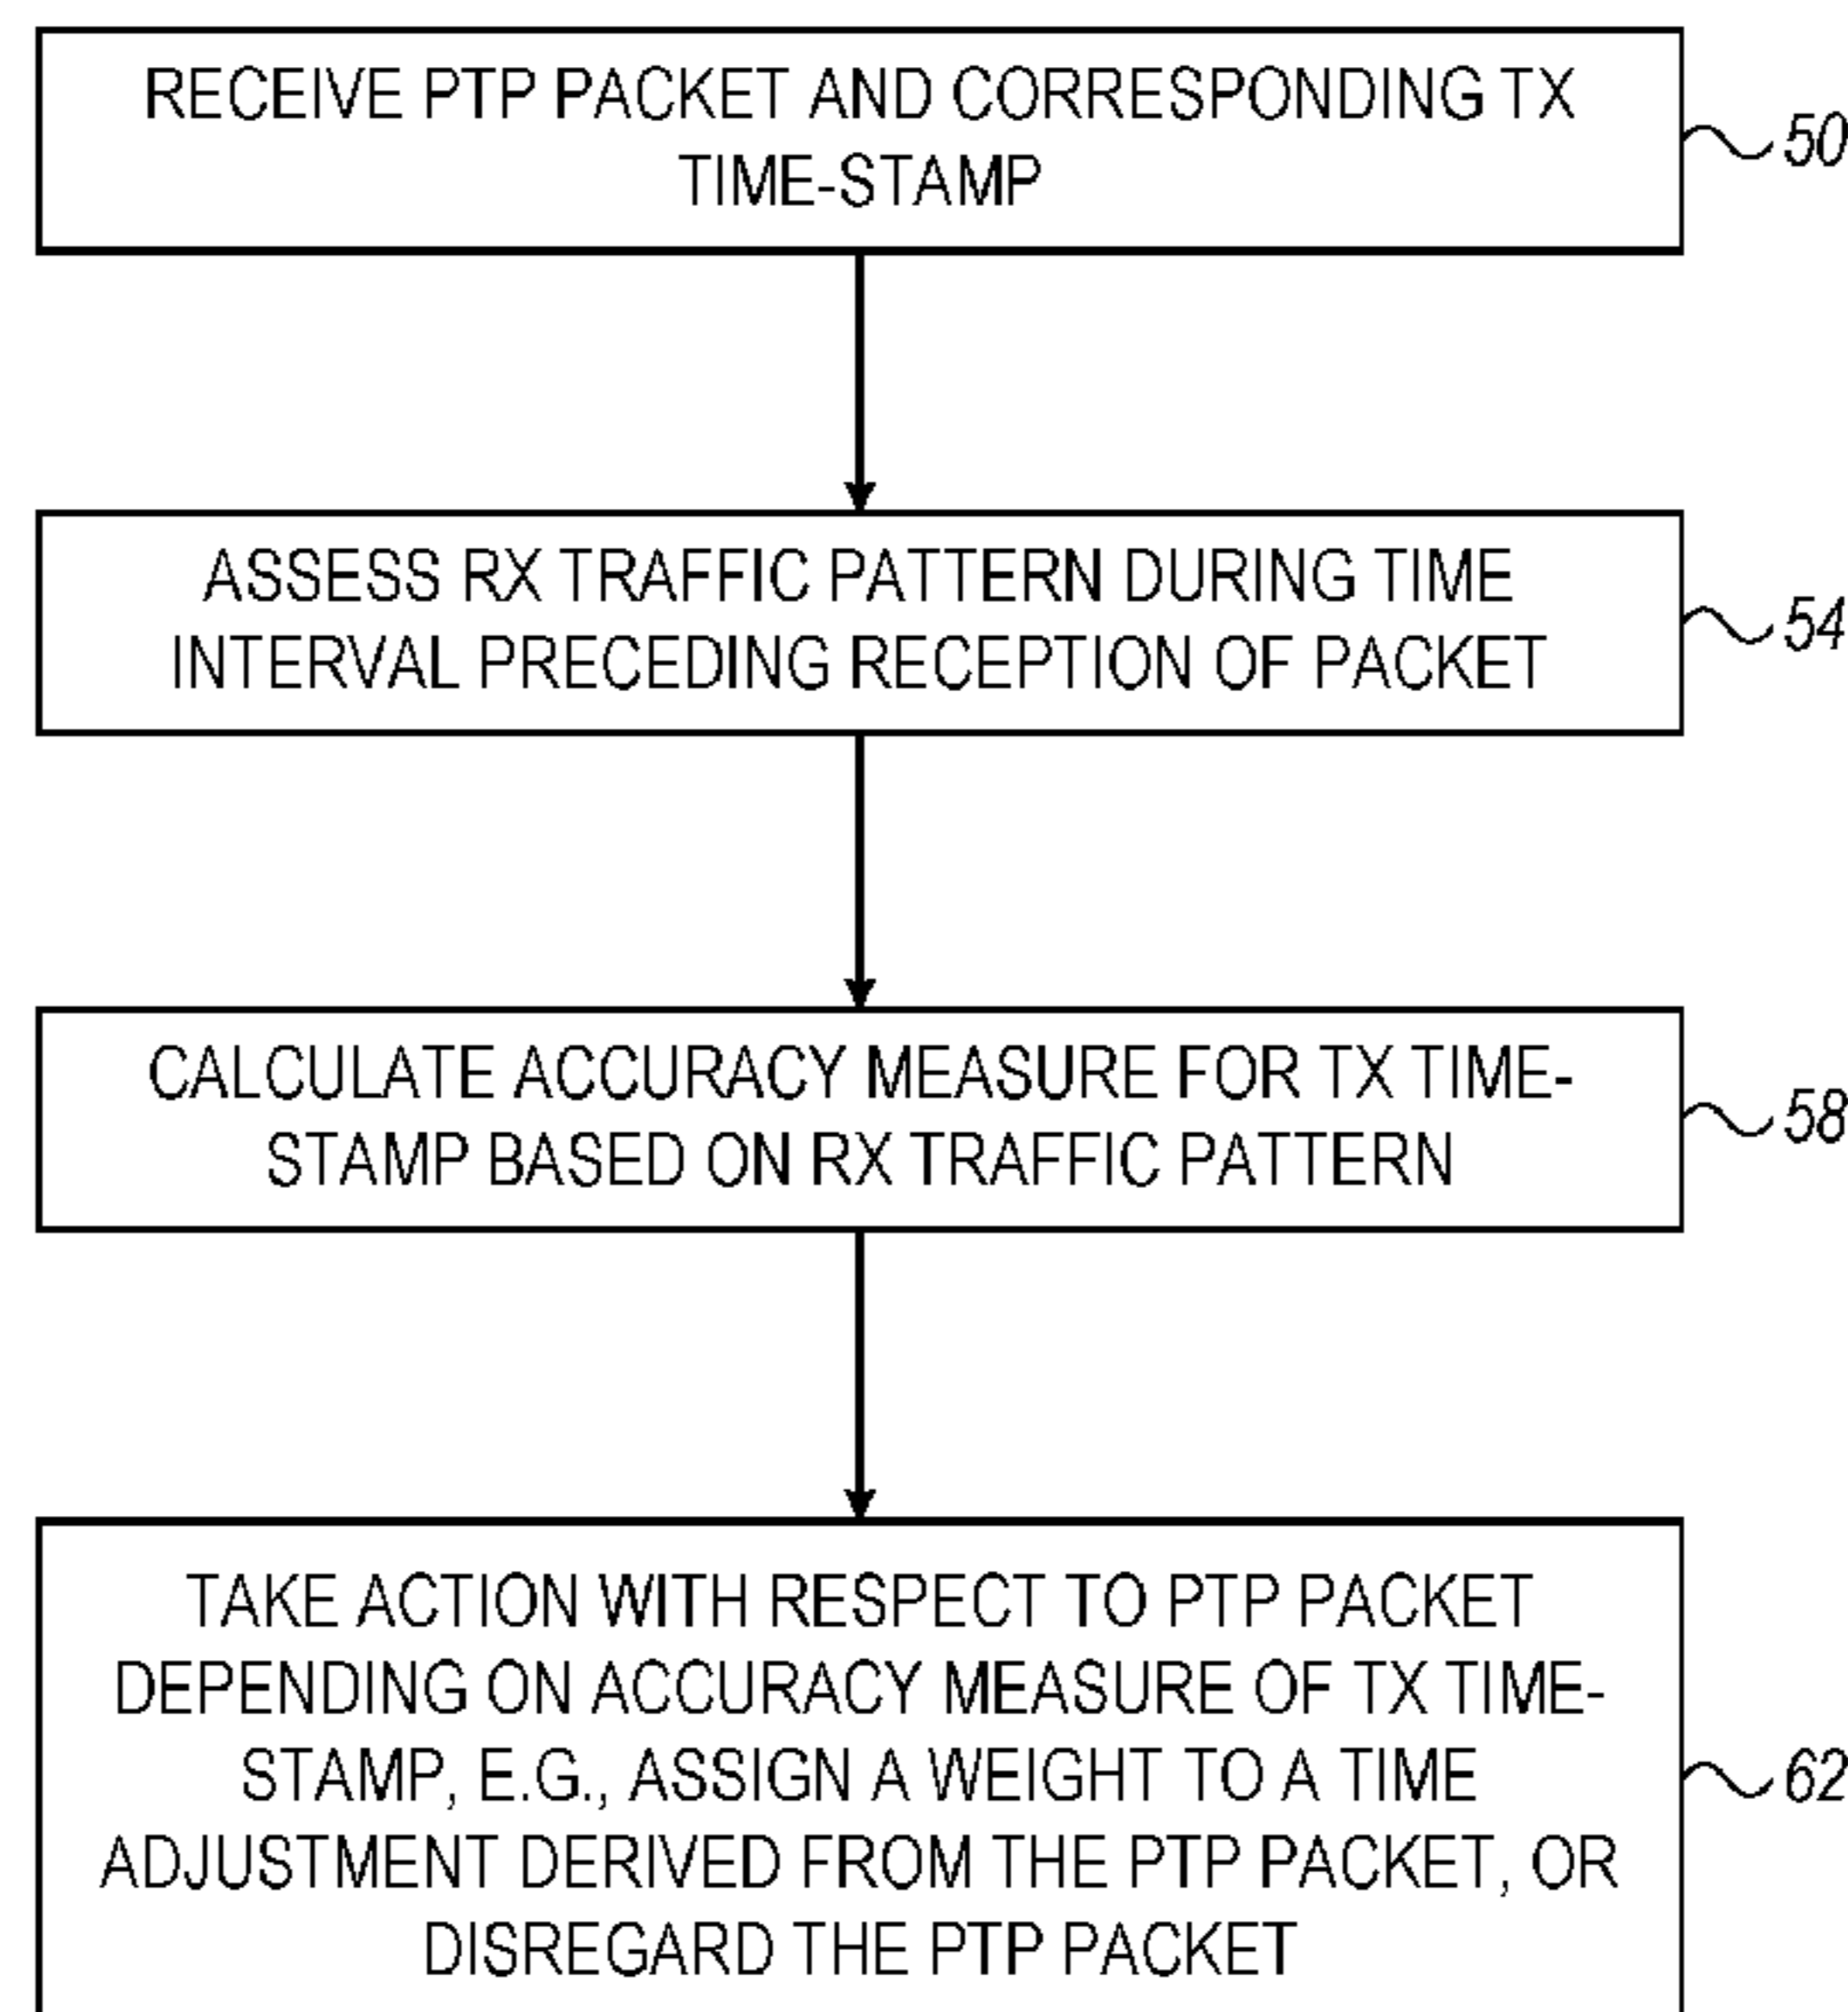 RECEIVE PTP PACKET AND CORRESPONDING TX
TIME-STAMP
50
ASSESS RX TRAFFIC PATTERN DURING TIME
INTERVAL PRECEDING RECEPTION OF PACKET
54
CALCULATE ACCURACY MEASURE FOR TX TIME-
STAMP BASED ON RX TRAFFIC PATTERN
58
TAKE ACTION WITH RESPECT TO PTP PACKET
DEPENDING ON ACCURACY MEASURE OF TX TIME-
STAMP, E.G., ASSIGN A WEIGHT TO A TIME
ADJUSTMENT DERIVED FROM THE PTP PACKET, OR
DISREGARD THE PTP PACKET
62